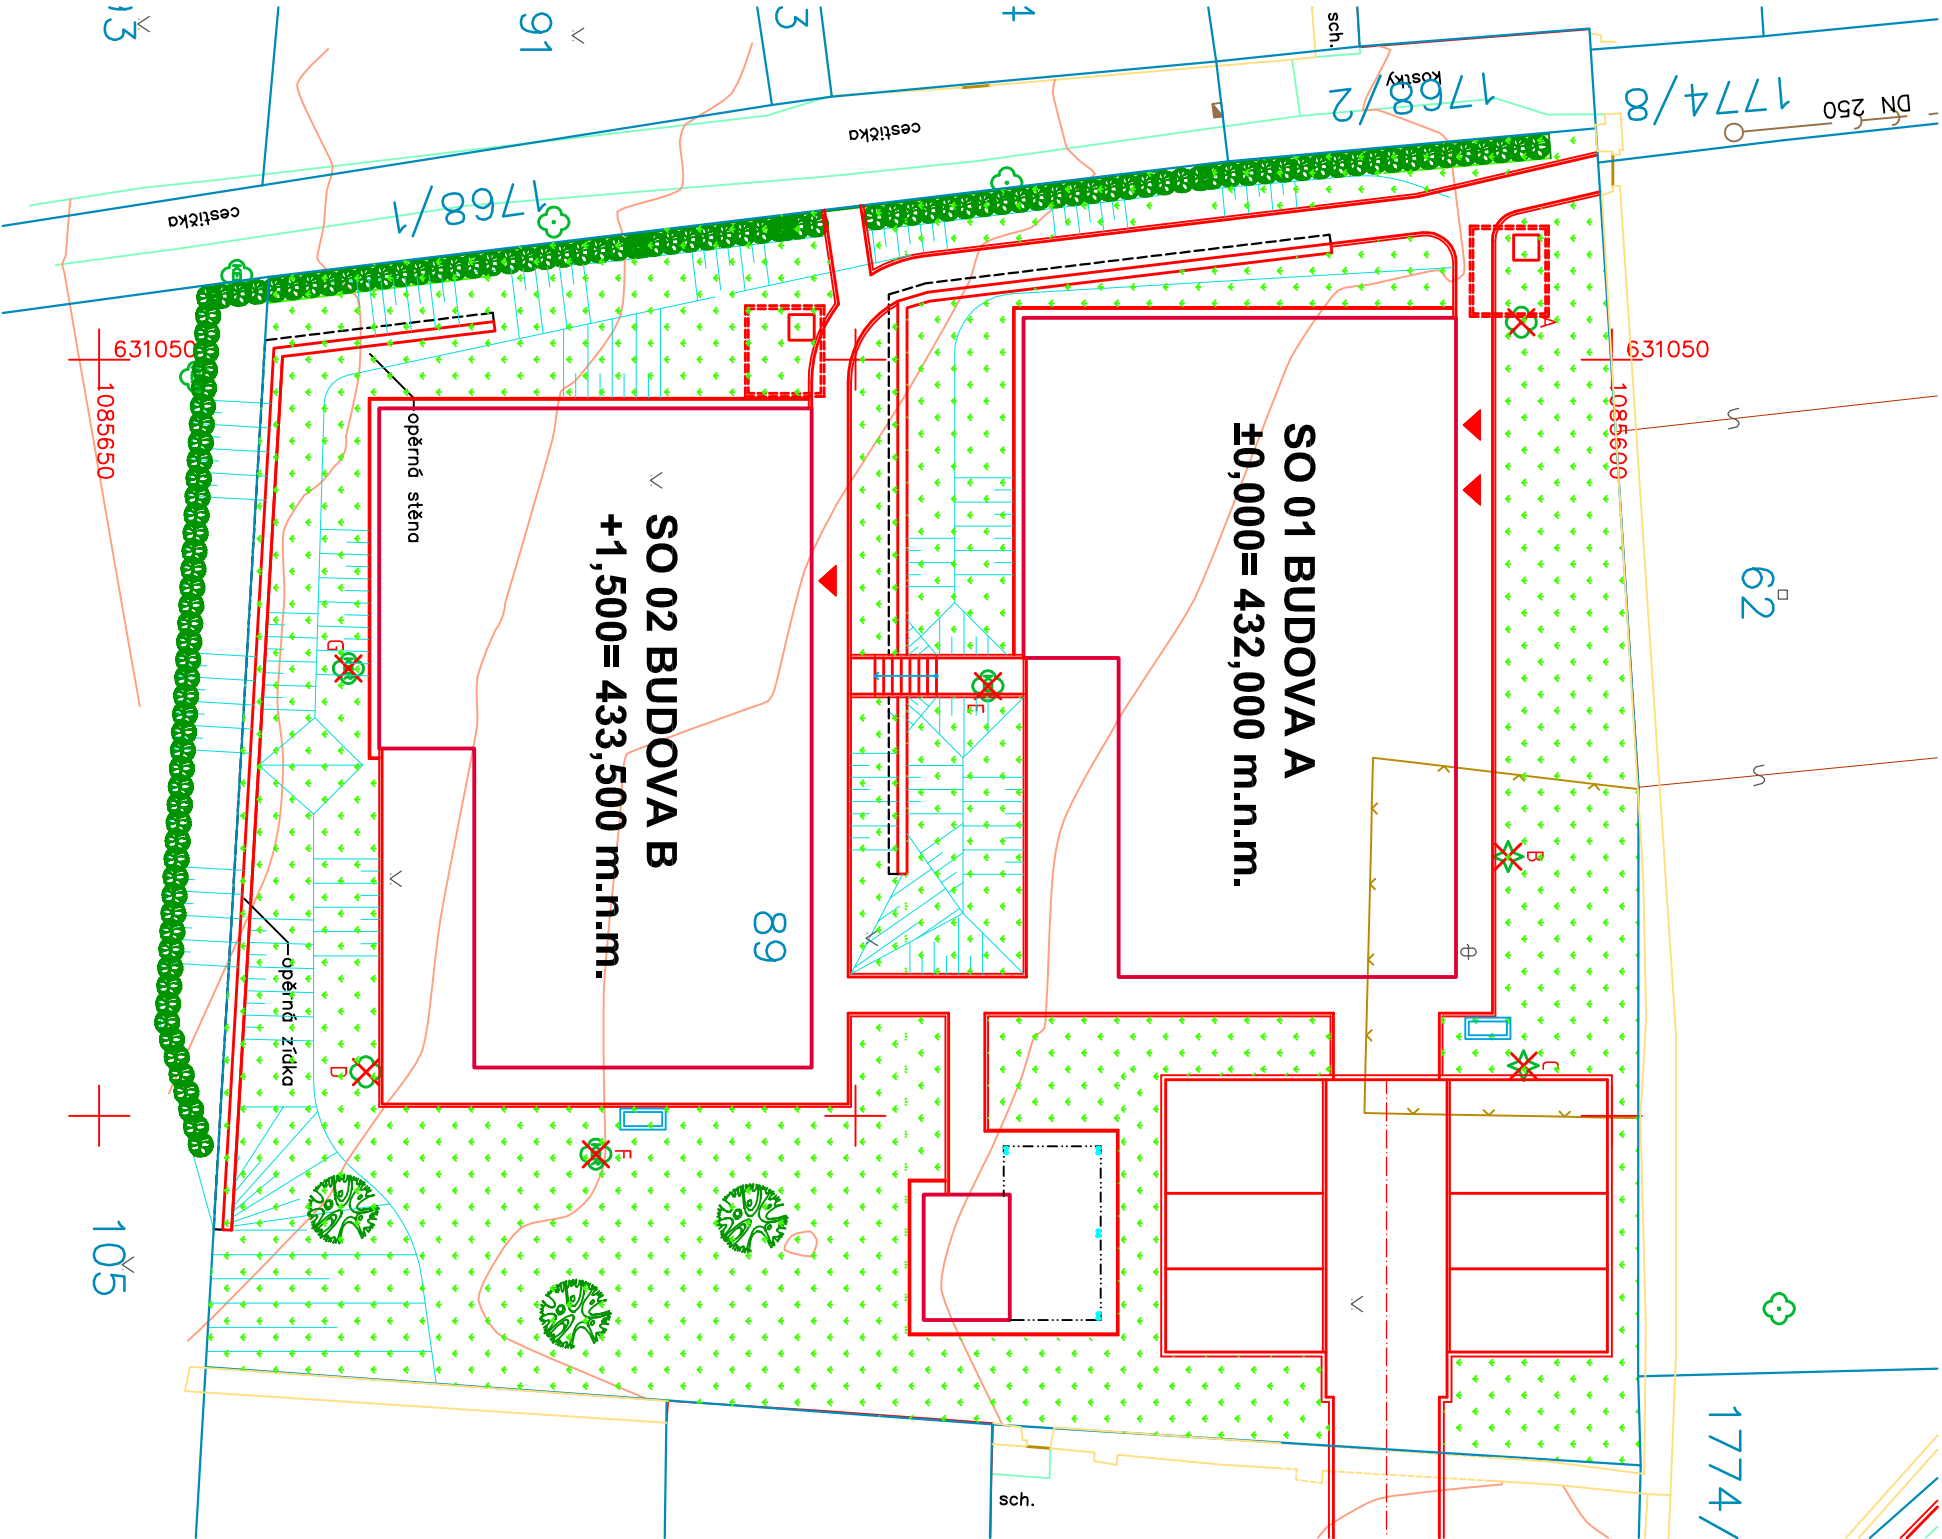 91
3
sch.
kostky
1768/2
1774/8
DN 250
cestička
cestička
1768/1
631050
1085650
631050
1085600
opěrná stěna
SO 01 BUDOVA A
±0,000= 432,000 m.n.m.
SO 02 BUDOVA B
+1,500= 433,500 m.n.m.
62
89
A
B
C
D
E
F
G
opěrná zídka
105
1774/
sch.